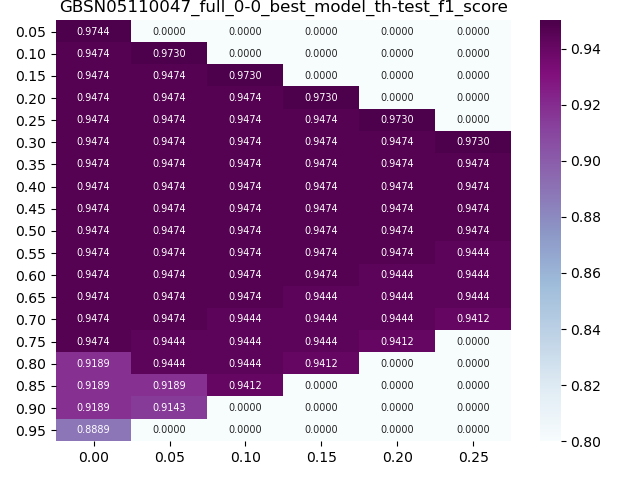 GBSN05110047_full_0-0_best_model_th-test_f1_score
0.05 0.9744 0.0000 0.0000 0.0000 0.0000 0.0000
0.10 0.9474 0.9730 0.0000 0.0000 0.0000 0.0000
0.15 0.9474 0.9474 0.9730 0.0000 0.0000 0.0000
0.20 0.9474 0.9474 0.9474 0.9730 0.0000 0.0000
0.25 0.9474 0.9474 0.9474 0.9474 0.9730 0.0000
0.30 0.9474 0.9474 0.9474 0.9474 0.9474 0.9730
0.35 0.9474 0.9474 0.9474 0.9474 0.9474 0.9474
0.40 0.9474 0.9474 0.9474 0.9474 0.9474 0.9474
0.45 0.9474 0.9474 0.9474 0.9474 0.9474 0.9474
0.50 0.9474 0.9474 0.9474 0.9474 0.9474 0.9474
0.55 0.9474 0.9474 0.9474 0.9474 0.9474 0.9444
0.60 0.9474 0.9474 0.9474 0.9474 0.9444 0.9444
0.65 0.9474 0.9474 0.9474 0.9444 0.9444 0.9444
0.70 0.9474 0.9474 0.9444 0.9444 0.9444 0.9412
0.75 0.9474 0.9444 0.9444 0.9444 0.9412 0.0000
0.80 0.9189 0.9444 0.9444 0.9412 0.0000 0.0000
0.85 0.9189 0.9189 0.9412 0.0000 0.0000 0.0000
0.90 0.9189 0.9143 0.0000 0.0000 0.0000 0.0000
0.95 0.8889 0.0000 0.0000 0.0000 0.0000 0.0000
0.00 0.05 0.10 0.15 0.20 0.25
0.94
0.92
0.90
0.88
0.86
0.84
0.82
0.80